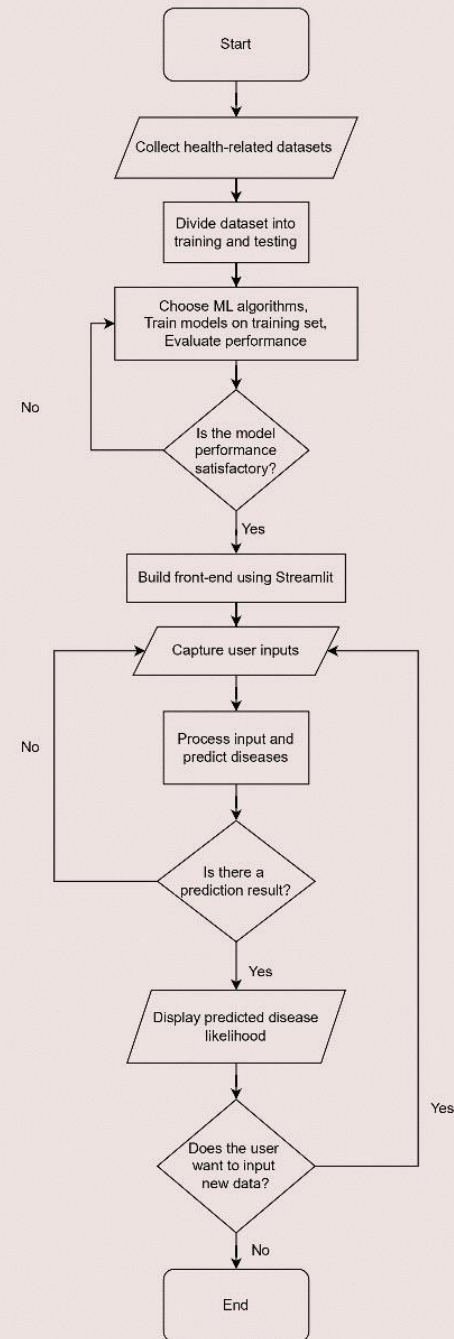 Start
Collect health-related datasets
Divide dataset into
training and testing
Choose ML algorithms,
Train models on training set,
Evaluate performance
No
Is the model
performance
satisfactory?
Yes
Build front-end using Streamlit
Capture user inputs
No
Process input and
predict diseases
Is there a
prediction result?
Yes
Display predicted disease
likelihood
Yes
Does the user
want to input
new data?
No
End